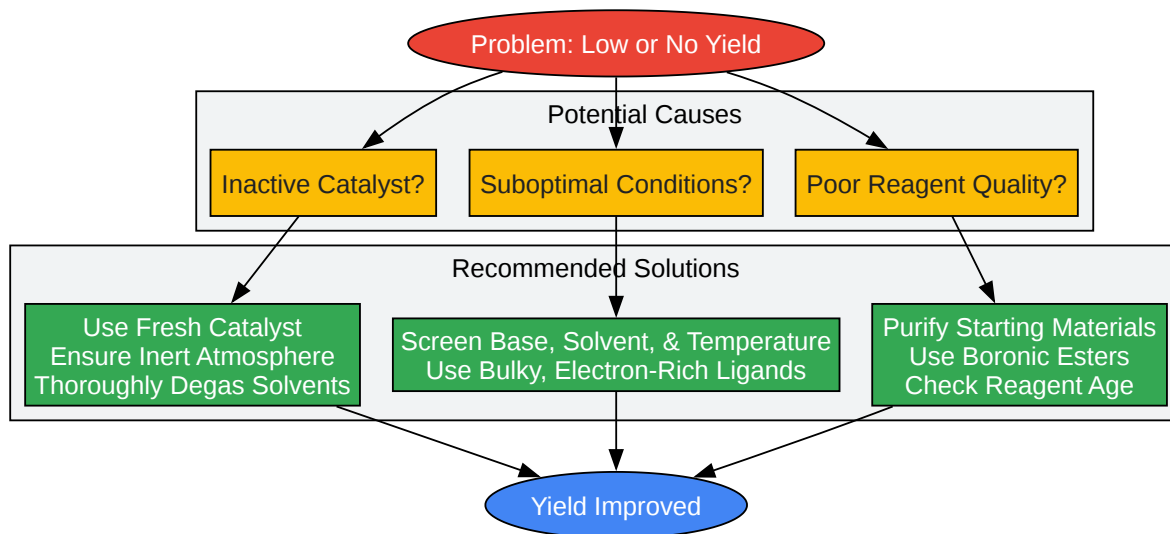 Problem: Low or No Yield
Potential Causes
Inactive Catalyst?
Suboptimal Conditions?
Poor Reagent Quality?
Recommended Solutions
Use Fresh Catalyst
Ensure Inert Atmosphere
Thoroughly Degas Solvents
Screen Base, Solvent, & Temperature
Use Bulky, Electron-Rich Ligands
Purify Starting Materials
Use Boronic Esters
Check Reagent Age
Yield Improved